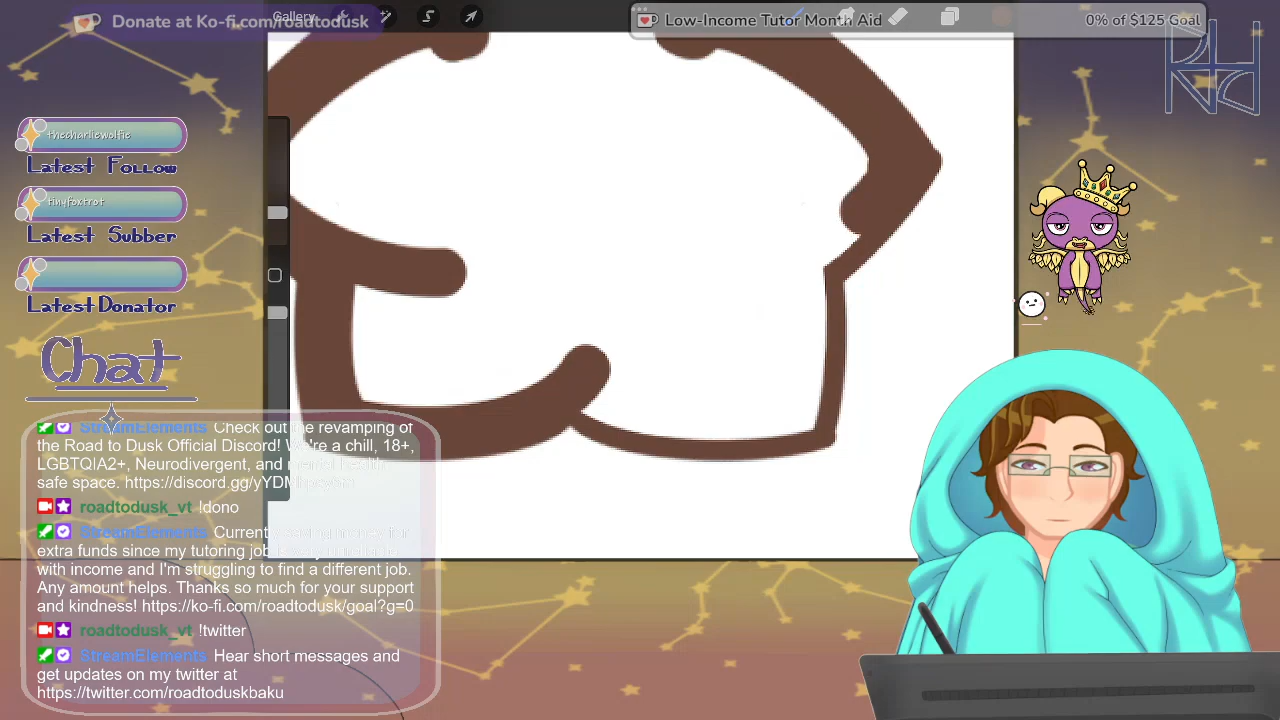 Donate at Ko-fi.com/roadtodusk
Gallery
Low-Income Tutor Month Aid
0% of $125 Goal
thecharliewolfie
Latest Follow
tinyfoxtrot
Latest Subber
Latest Donator
Chat
StreamElements Check out the revamping of
the Road to Dusk Official Discord! We're a chill, 18+,
LGBTQIA2+, Neurodivergent, and
safe space. https://discord.gg/
roadtodusk_vt !dono
StreamElements
extra funds since my tutoring job
with income and I'm struggling to find a different job.
Any amount helps. Thanks so much for your support
and kindness! https://ko-fi.com/roadtodusk/goal?g=0
roadtodusk_vt !twitter
StreamElements Hear short messages and
get updates on my twitter at
https://twitter.com/roadtoduskbaku